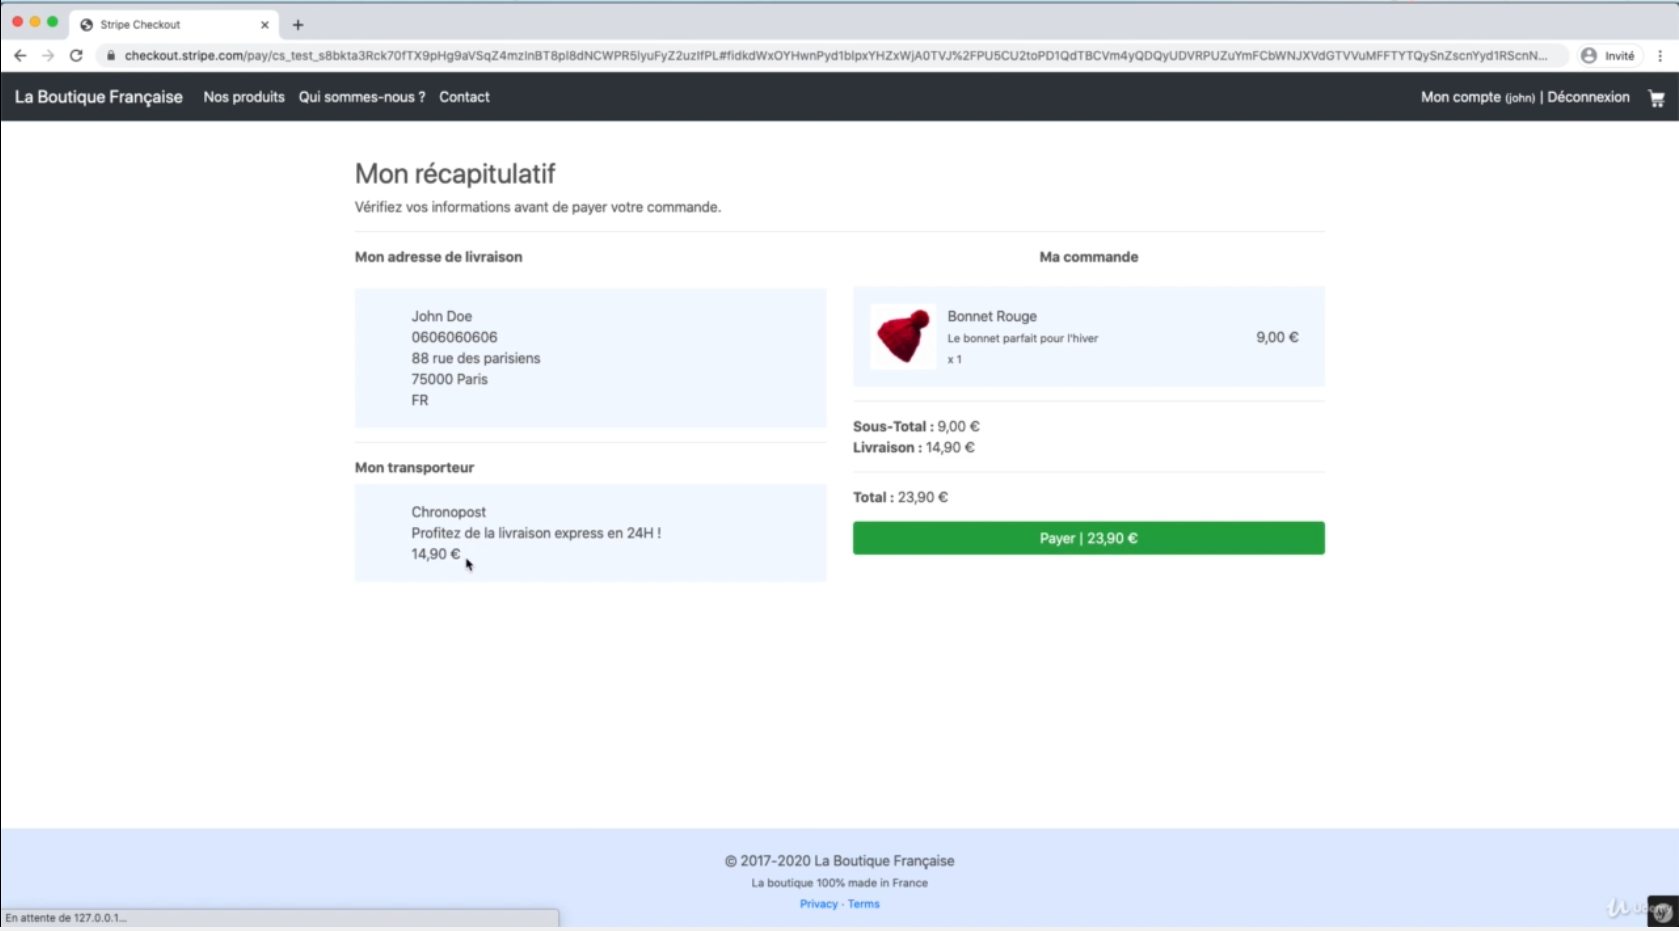 Stripe Checkout
checkout.stripe.com/pay/
Invité
La Boutique Française Nos produits Qui sommes-nous ? Contact
Mon compte (john) | Déconnexion
Mon récapitulatif
Vérifiez vos informations avant de payer votre commande.
Mon adresse de livraison
John Doe
0606060606
88 rue des parisiens
75000 Paris
FR
Mon transporteur
Chronopost
Profitez de la livraison express en 24H !
14,90 €
Ma commande
Bonnet Rouge
Le bonnet parfait pour l'hiver
x 1
9,00 €
Sous-Total : 9,00 €
Livraison : 14,90 €
Total : 23,90 €
Payer | 23,90 €
© 2017-2020 La Boutique Française
La boutique 100% made in France
Privacy · Terms
En attente de 127.0.0.1...